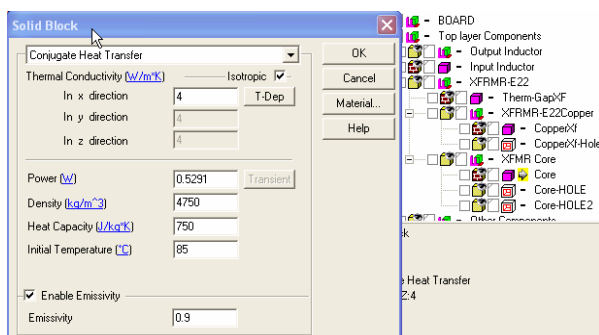 Solid Block
Conjugate Heat Transfer
OK
Thermal Conductivity (W/m*K)
Isotropic
Cancel
In x direction
4
T-Dep
Material...
In y direction
4
Help
In z direction
4
Power (W)
0.5291
Transient
Density (kg/m^3)
4750
Heat Capacity (J/kg*K)
750
Initial Temperature (°C)
85
Enable Emissivity
Emissivity
0.9
- BOARD
- Top layer Components
- Output Inductor
- Input Inductor
- XFRMR-E22
- Therm-GapXF
- XFRMR-E22Copper
- CopperXf
- CopperXf-Hole
- XFMR Core
- Core
- Core-HOLE
- Core-HOLE2
- Other Components
Heat Transfer
Z:4